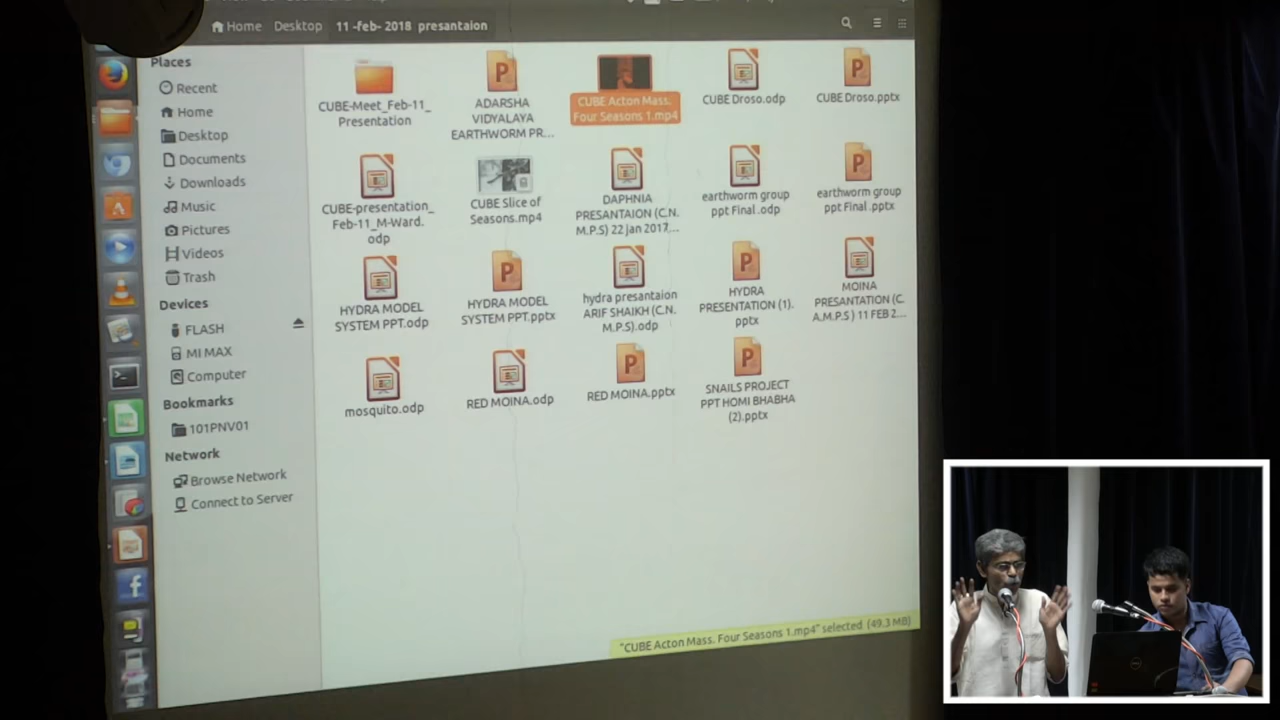 Home Desktop 11 -feb- 2018 presantaion
Places
Recent
Home
Desktop
Documents
Downloads
Music
Pictures
Videos
Trash
Devices
FLASH
MI MAX
Computer
Bookmarks
101PNV01
Network
Browse Network
Connect to Server
CUBE-Meet_Feb-11_
Presentation
ADARSHA
VIDYALAYA
EARTHWORM PR...
CUBE Acton Mass.
Four Seasons 1.mp4
CUBE Droso.odp
CUBE Droso.pptx
CUBE-presentation_
Feb-11_M-Ward.
odp
CUBE Slice of
Seasons.mp4
DAPHNIA
PRESANTAION (C.N.
M.P.S) 22 jan 2017,...
earthworm group
ppt Final .odp
earthworm group
ppt Final .pptx
HYDRA MODEL
SYSTEM PPT.odp
HYDRA MODEL
SYSTEM PPT.pptx
hydra presantaion
ARIF SHAIKH (C.N.
M.P.S).odp
HYDRA
PRESENTATION (1).
pptx
MOINA
PRESANTATION (C.
A.M.P.S ) 11 FEB 2...
mosquito.odp
RED MOINA.odp
RED MOINA.pptx
SNAILS PROJECT
PPT HOMI BHABHA
(2).pptx
"CUBE Acton Mass. Four Seasons 1.mp4" selected (49.3 MB)